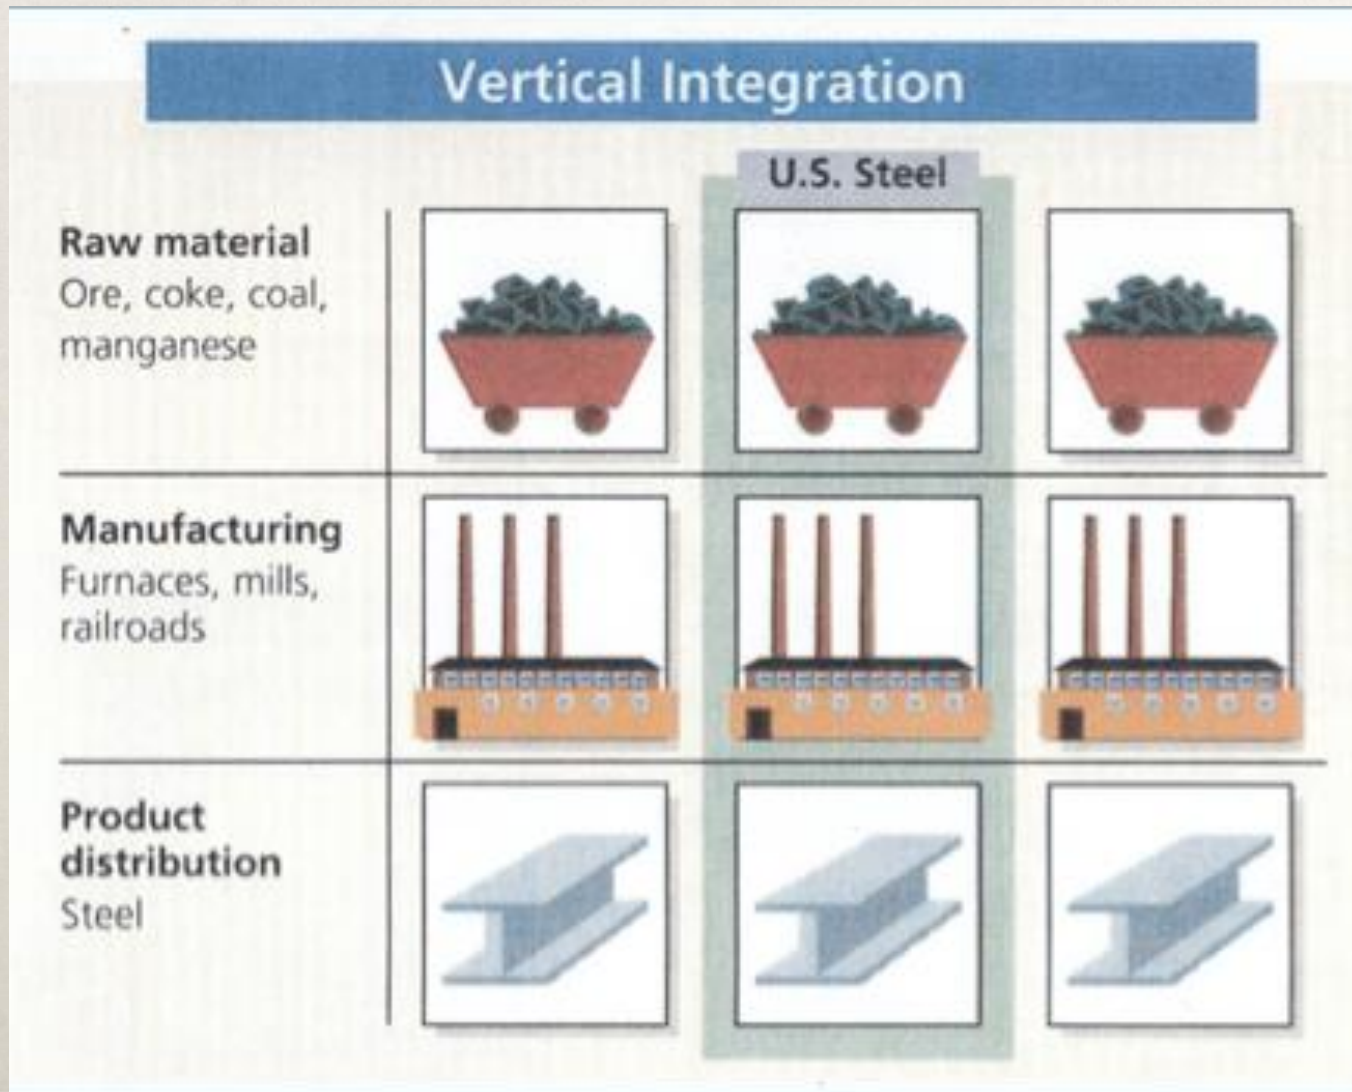 Vertical Integration
U.S. Steel
Raw material
Ore, coke, coal,
manganese
Manufacturing
Furnaces, mills,
railroads
Product
distribution
Steel